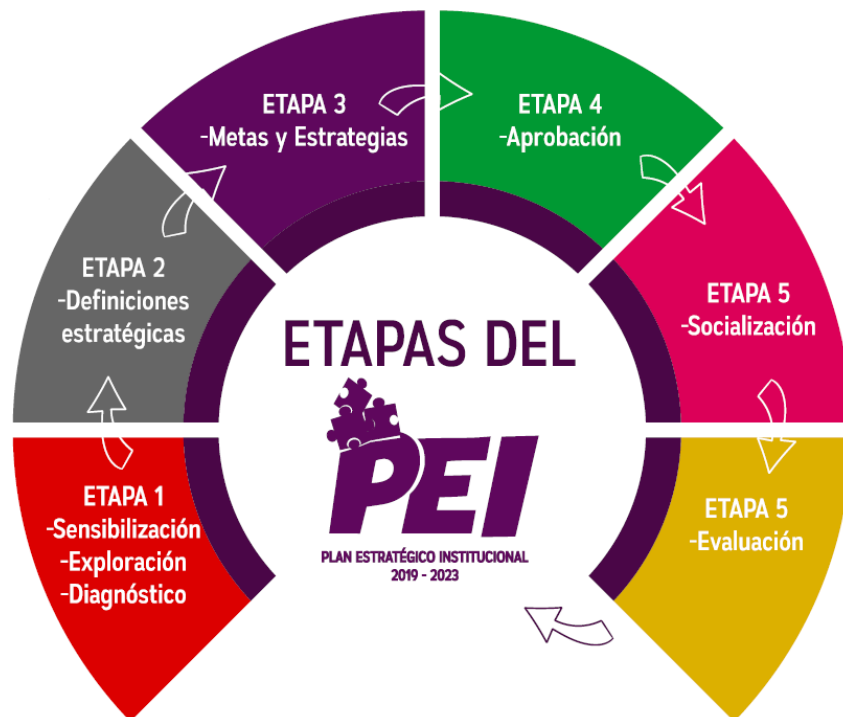 ETAPA 1
-Sensibilización
-Exploración
-Diagnóstico
ETAPA 2
-Definiciones
estratégicas
ETAPA 3
-Metas y Estrategias
ETAPA 4
-Aprobación
ETAPA 5
-Socialización
ETAPA 5
-Evaluación
ETAPAS DEL
PEI
PLAN ESTRATÉGICO INSTITUCIONAL
2019 - 2023